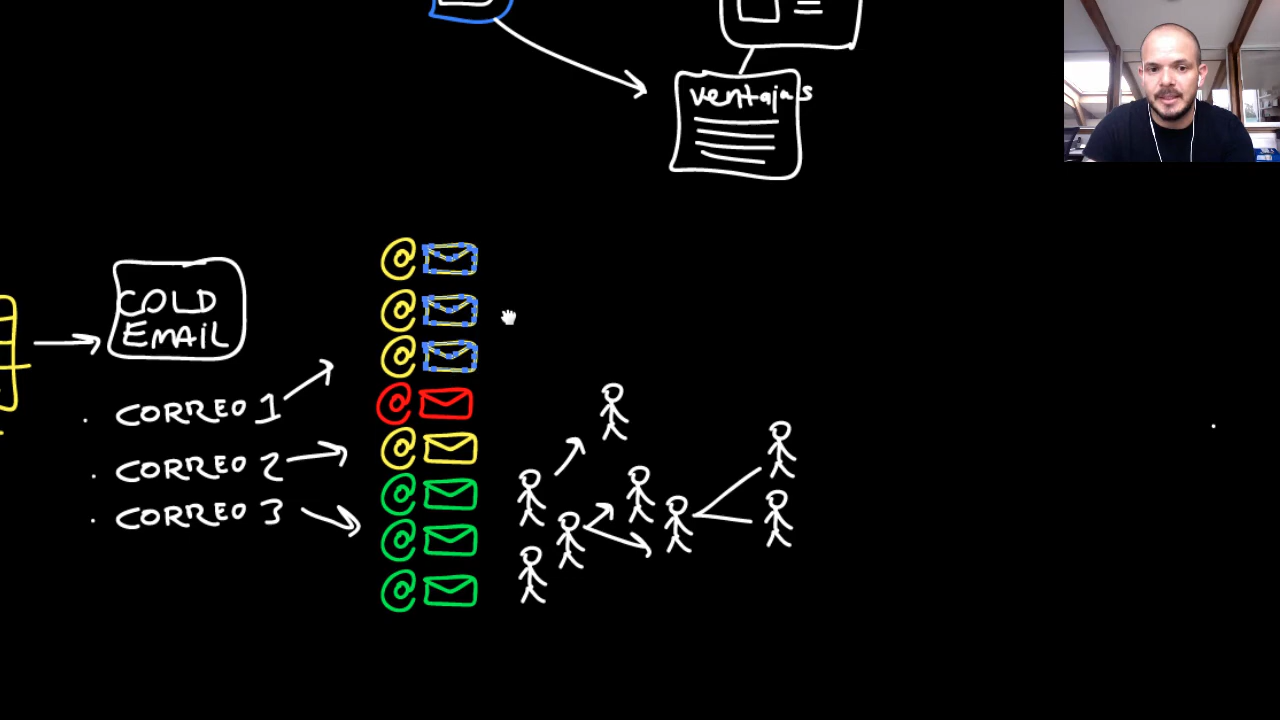 ventajas
COLD
EMAIL
. CORREO 1
. CORREO 2
. CORREO 3
@
@
@
@
@
@
@
@